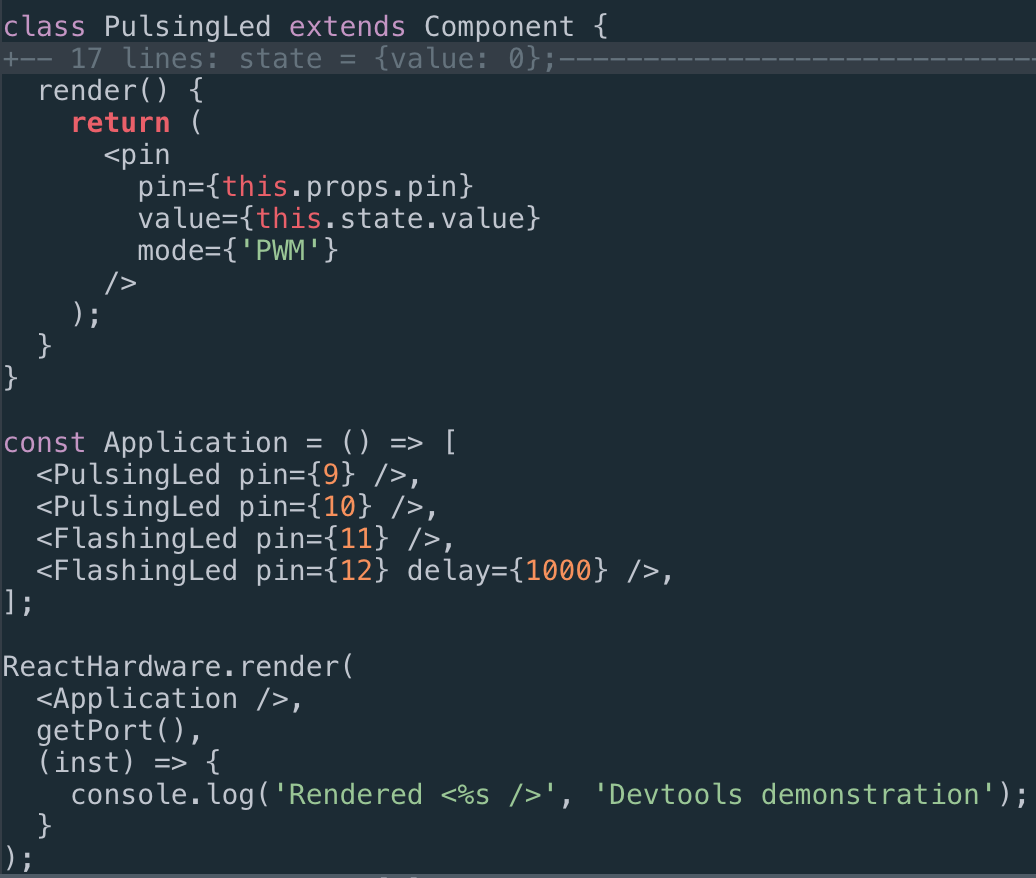 class PulsingLed extends Component {
+-- 17 lines: state = {value: 0};-----------------------------
  render() {
    return (
      <pin
        pin={this.props.pin}
        value={this.state.value}
        mode={'PWM'}
      />
    );
  }
}

const Application = () => [
  <PulsingLed pin={9} />,
  <PulsingLed pin={10} />,
  <FlashingLed pin={11} />,
  <FlashingLed pin={12} delay={1000} />,
];

ReactHardware.render(
  <Application />,
  getPort(),
  (inst) => {
    console.log('Rendered <%s />', 'Devtools demonstration');
  }
);